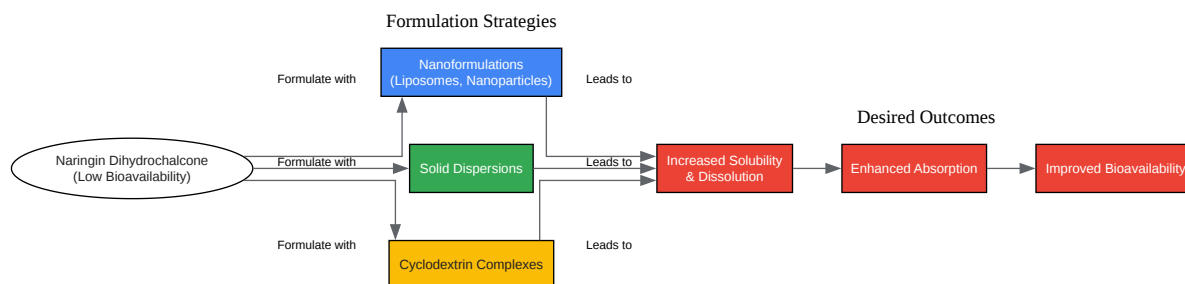 Formulation Strategies
Nanoformulations
(Liposomes, Nanoparticles)
Formulate with
Leads to
Desired Outcomes
Naringin Dihydrochalcone
(Low Bioavailability)
Formulate with
Solid Dispersions
Leads to
Increased Solubility
& Dissolution
Enhanced Absorption
Improved Bioavailability
Formulate with
Cyclodextrin Complexes
Leads to